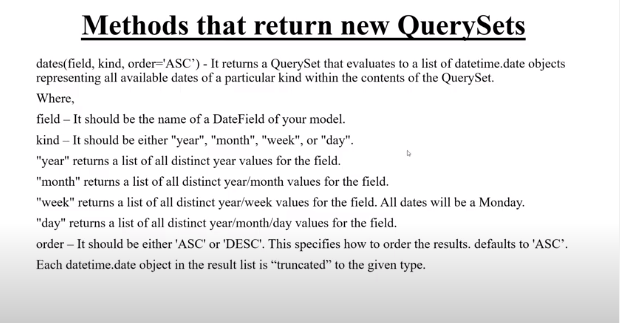 Methods that return new QuerySets
dates(field, kind, order='ASC’) - It returns a QuerySet that evaluates to a list of datetime.date objects
representing all available dates of a particular kind within the contents of the QuerySet.
Where,
field – It should be the name of a DateField of your model.
kind – It should be either "year", "month", "week", or "day".
"year" returns a list of all distinct year values for the field.
"month" returns a list of all distinct year/month values for the field.
"week" returns a list of all distinct year/week values for the field. All dates will be a Monday.
"day" returns a list of all distinct year/month/day values for the field.
order – It should be either 'ASC' or 'DESC'. This specifies how to order the results. defaults to 'ASC’.
Each datetime.date object in the result list is “truncated” to the given type.